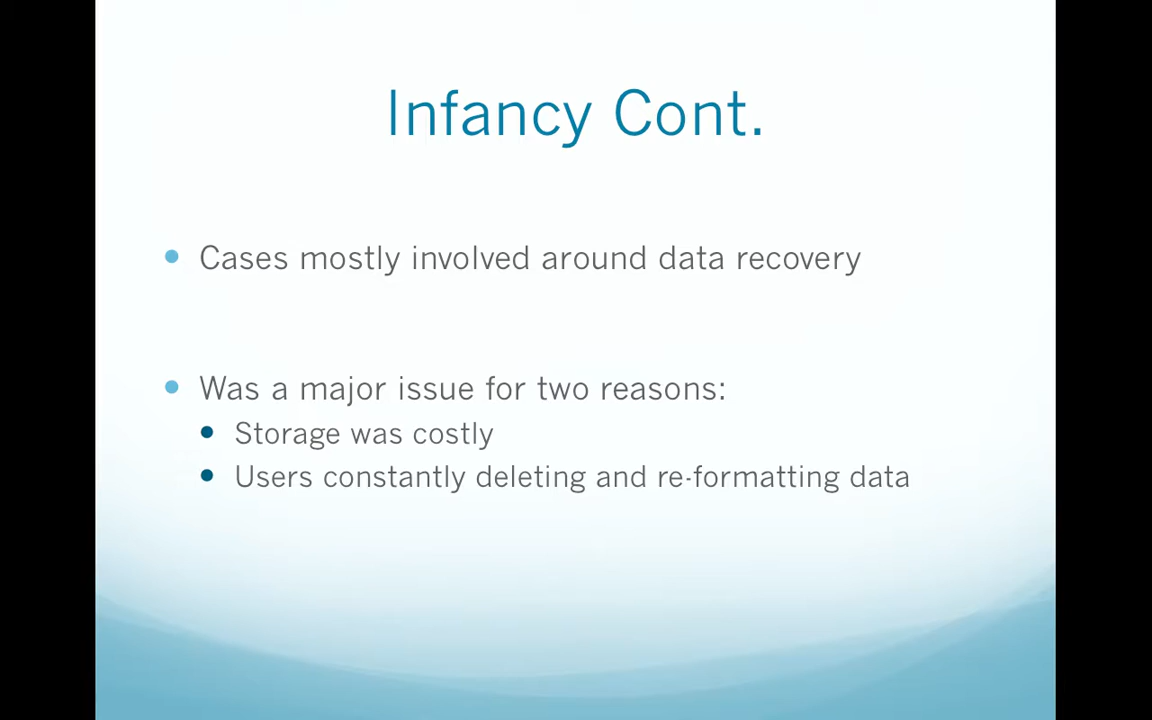 Infancy Cont.
Cases mostly involved around data recovery
Was a major issue for two reasons:
Storage was costly
Users constantly deleting and re-formatting data